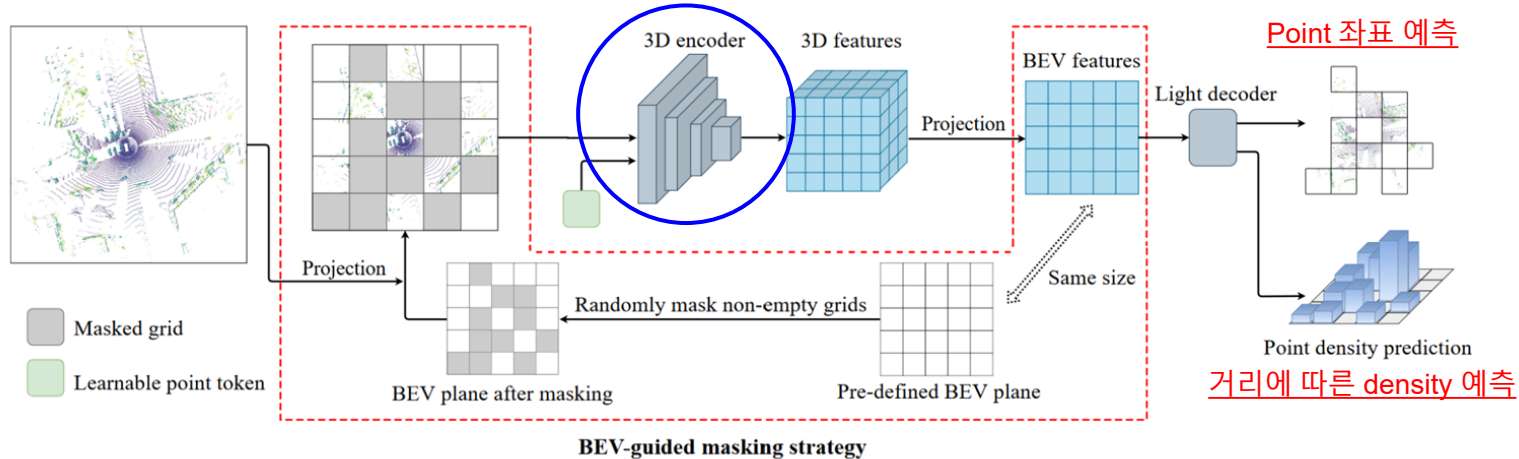 3D encoder
3D features
BEV features
Point 좌표 예측
Light decoder
Projection
Projection
Same size
Randomly mask non-empty grids
Masked grid
Learnable point token
BEV plane after masking
Pre-defined BEV plane
Point density prediction
거리에 따른 density 예측
BEV-guided masking strategy